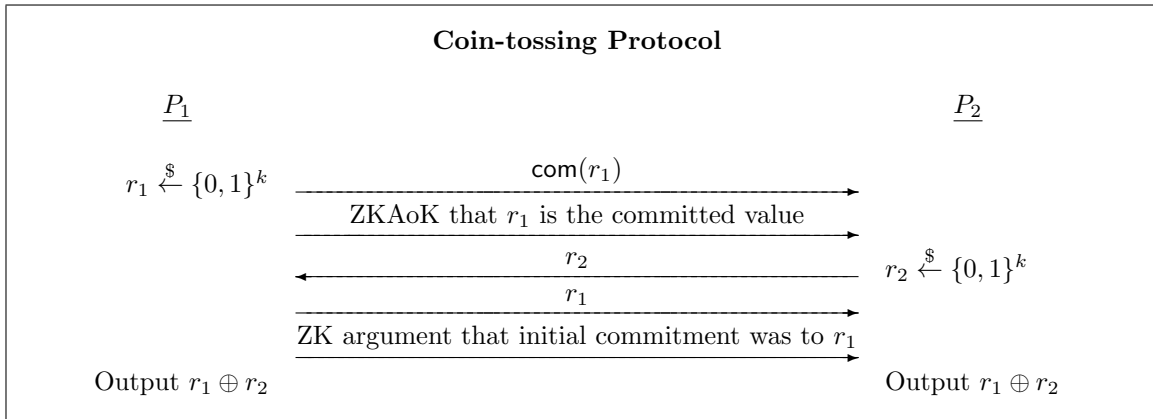 Coin-tossing Protocol
P₁ P₂
r₁ ←$ {0, 1}ᵏ com(r₁)
ZKAoK that r₁ is the committed value
r₂ r₂ ←$ {0, 1}ᵏ
r₁
ZK argument that initial commitment was to r₁
Output r₁ ⊕ r₂ Output r₁ ⊕ r₂